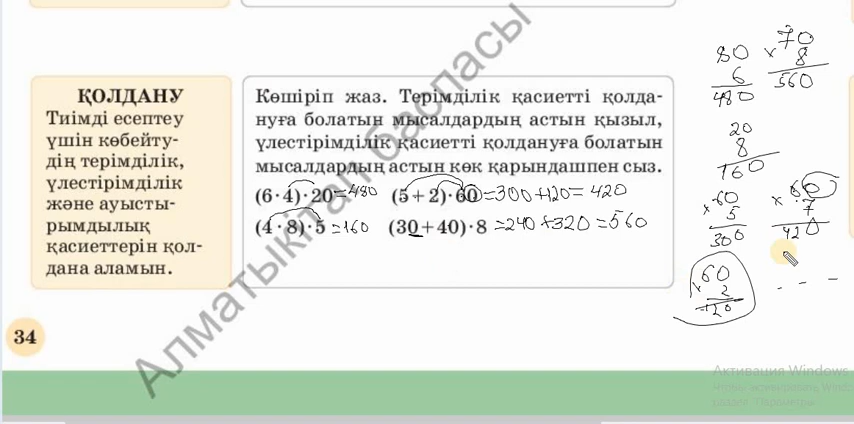 ҚОЛДАНУ
Тиімді есептеу
үшін көбейту-
дің терімділік,
үлестірімділік
және ауысты-
рымдылық
қасиеттерін қол-
дана аламын.
Көшіріп жаз. Терімділік қасиетті қолда-
нуға болатын мысалдардың астын қызыл,
үлестірімділік қасиетті қолдануға болатын
мысалдардың астын көк қарындашпен сыз.
(6·4)·20=480 (5+2)·60=300+120=420
(4·8)·5=160 (30+40)·8=240+320=560
80
6
480
70
× 8
560
20
8
160
60
× 5
300
60
× 7
420
60
× 2
120
34
Алматыкітап баспасы
Активация Windows